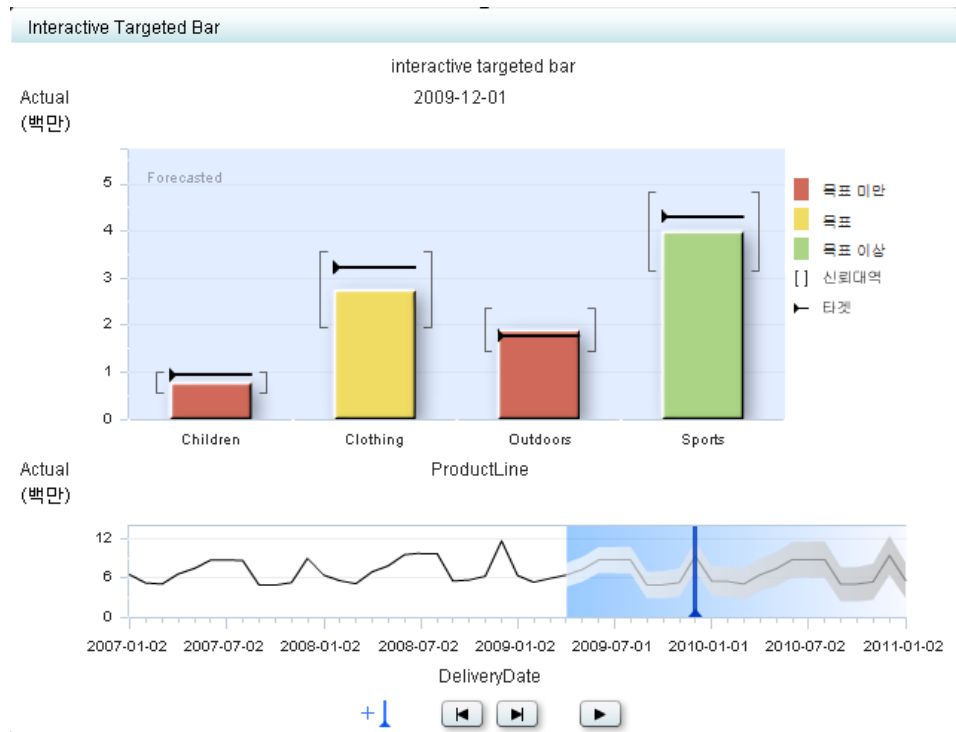 Interactive Targeted Bar
interactive targeted bar
Actual
(백만)
2009-12-01
Forecasted
5
4
3
2
1
0
Children Clothing Outdoors Sports
ProductLine
목표 미만
목표
목표 이상
[ ] 신뢰대역
타겟
Actual
(백만)
12
6
0
2007-01-02 2007-07-02 2008-01-02 2008-07-02 2009-01-02 2009-07-01 2010-01-01 2010-07-02 2011-01-02
DeliveryDate